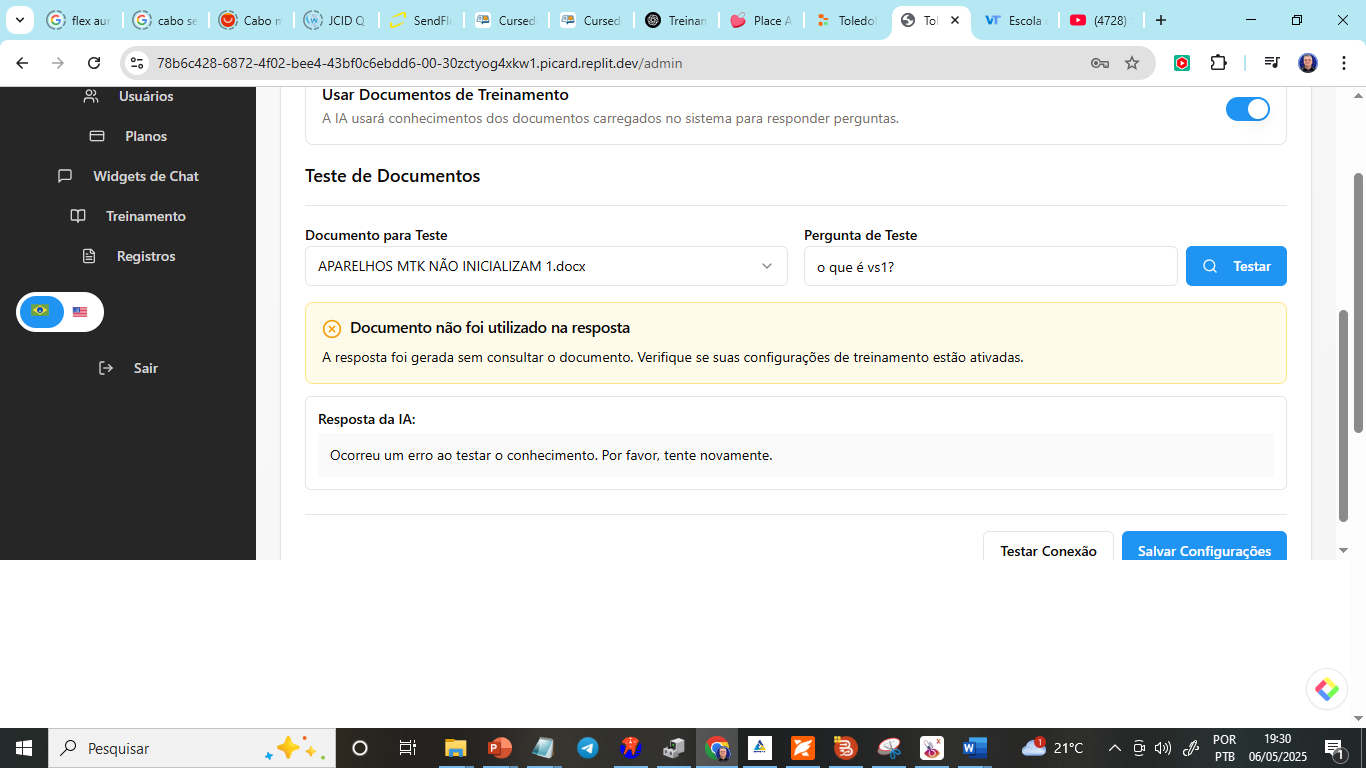 flex aur
cabo se
Cabo m
JCID Q
SendFl
Cursed
Cursed
Treinam
Place A
Toledo
Tol
Escola
(4728)
78b6c428-6872-4f02-bee4-43bf0c6ebdd6-00-30zctyog4xkw1.picard.replit.dev/admin
Usuários
Planos
Widgets de Chat
Treinamento
Registros
Sair
Usar Documentos de Treinamento
A IA usará conhecimentos dos documentos carregados no sistema para responder perguntas.
Teste de Documentos
Documento para Teste
Pergunta de Teste
APARELHOS MTK NÃO INICIALIZAM 1.docx
o que é vs1?
Testar
Documento não foi utilizado na resposta
A resposta foi gerada sem consultar o documento. Verifique se suas configurações de treinamento estão ativadas.
Resposta da IA:
Ocorreu um erro ao testar o conhecimento. Por favor, tente novamente.
Testar Conexão
Salvar Configurações
Pesquisar
21°C
POR
PTB
19:30
06/05/2025